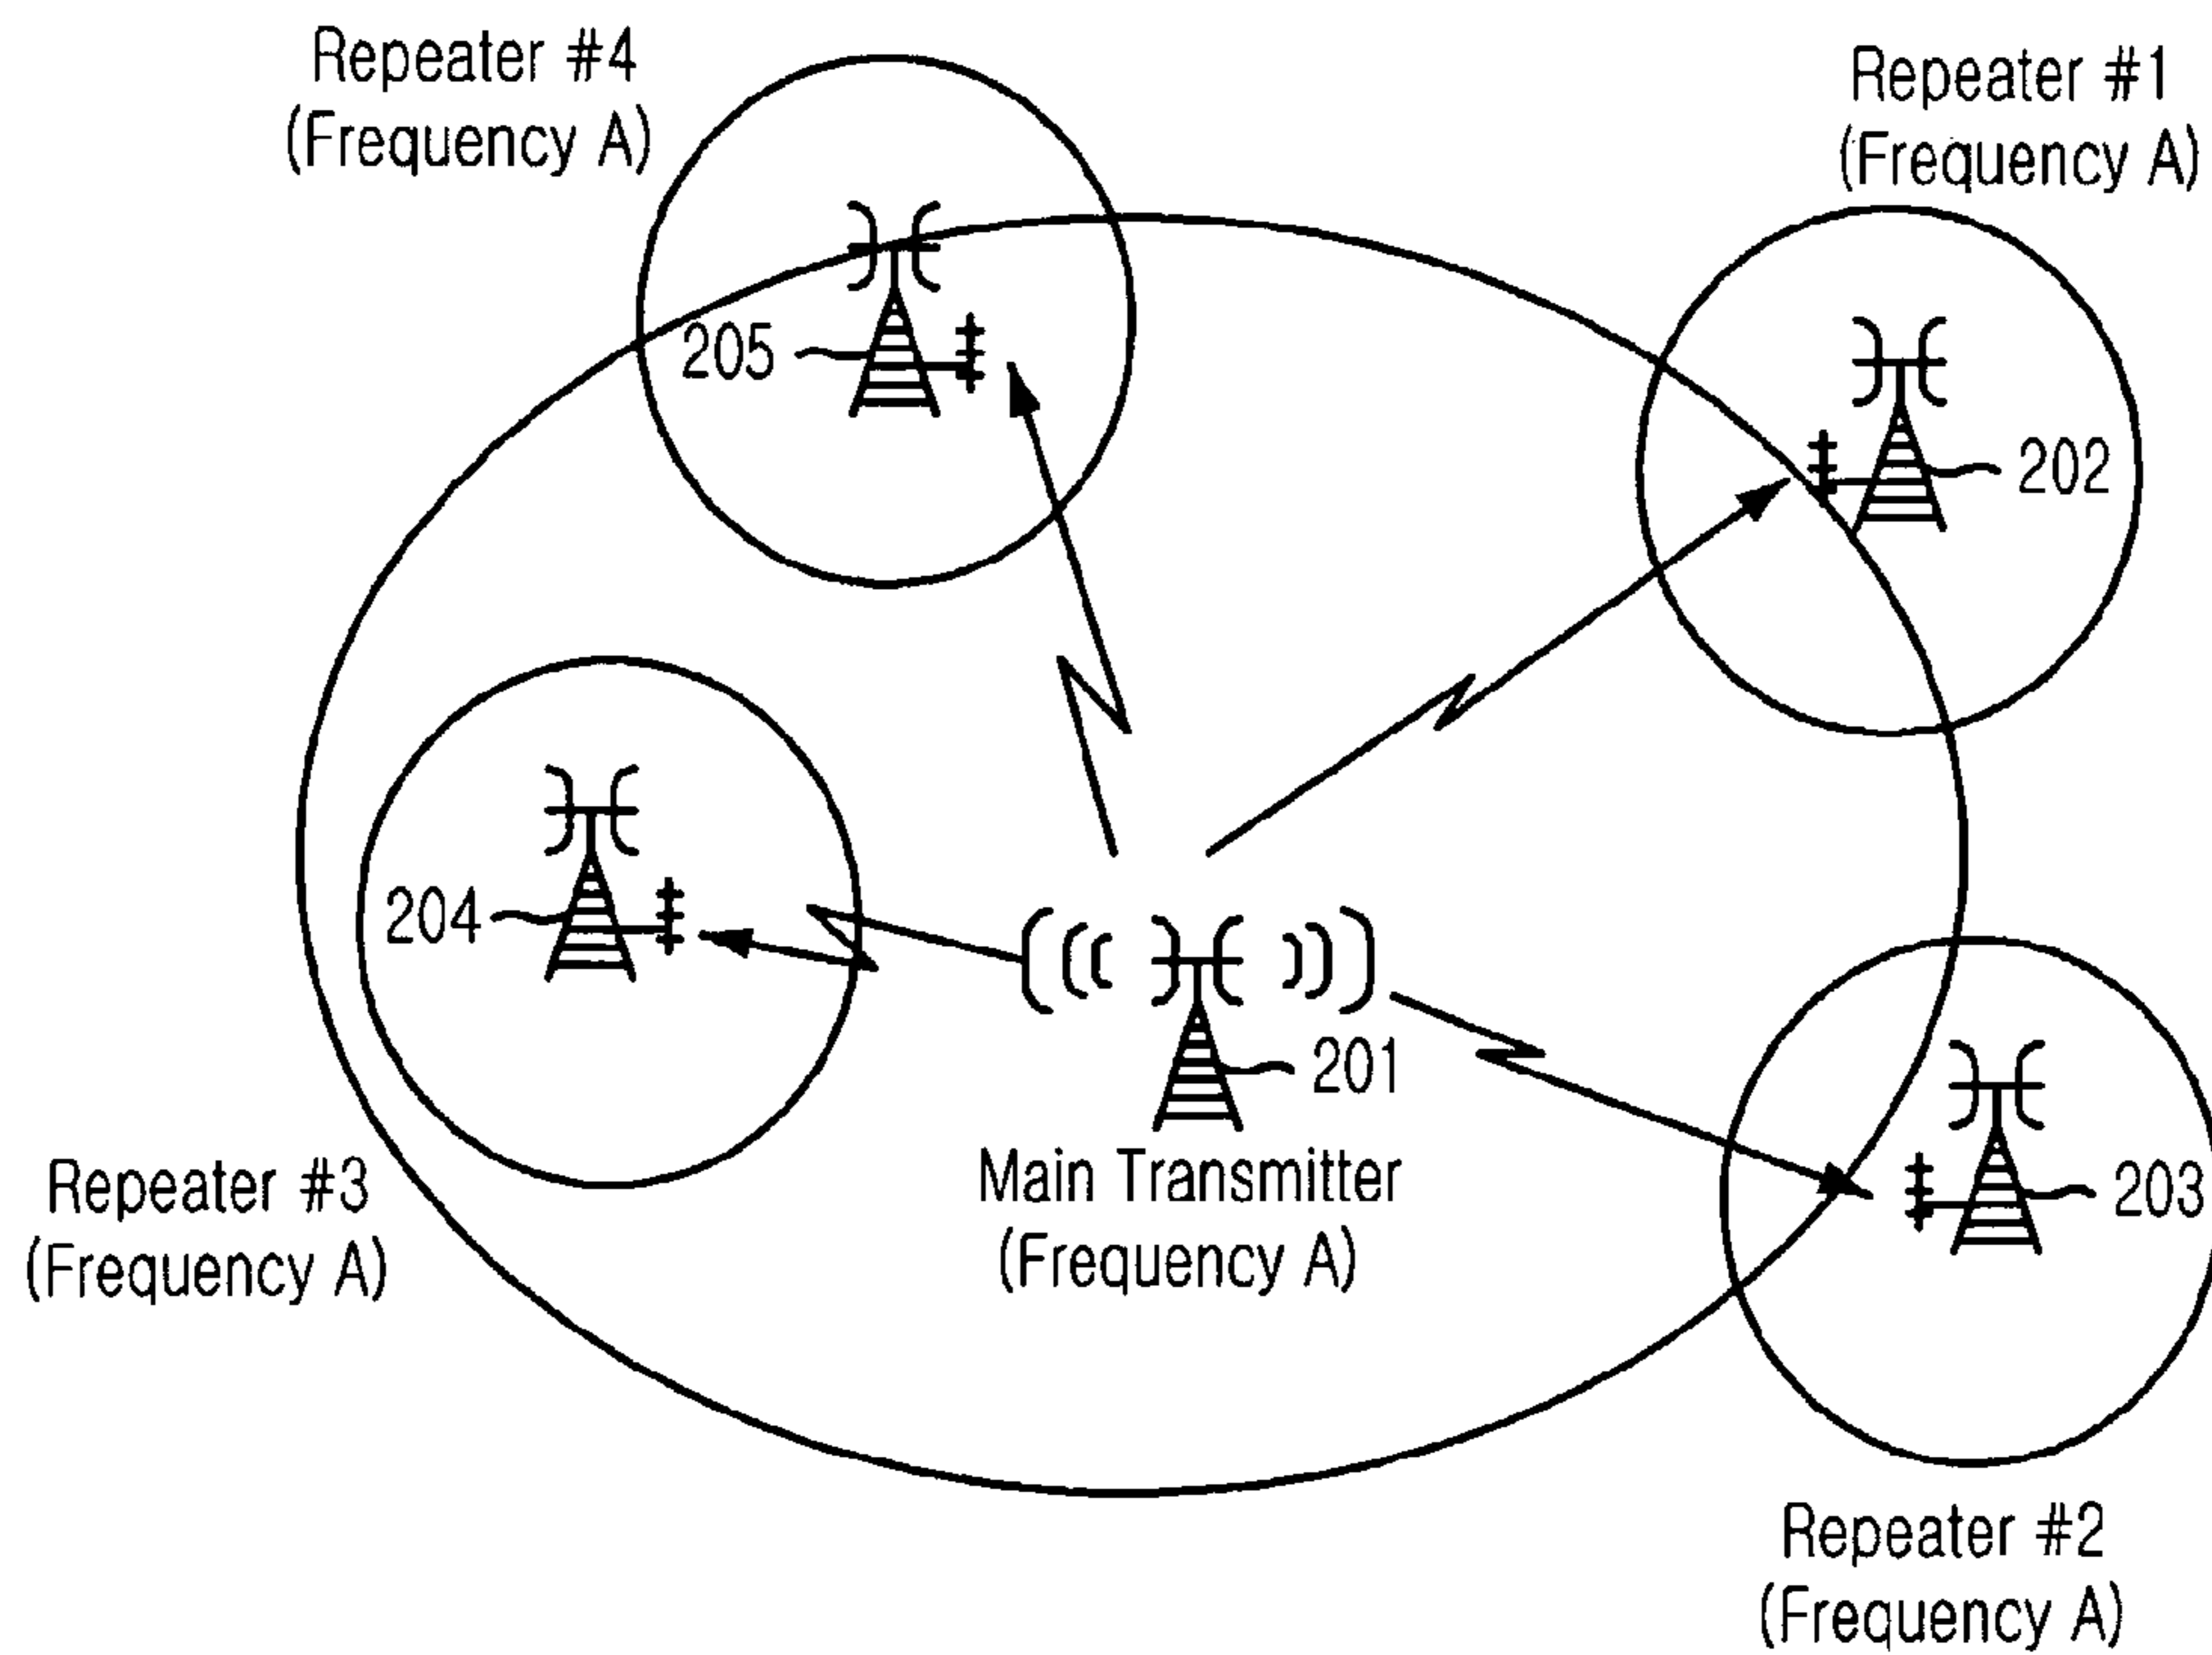 Repeater #4
(Frequency A)
Repeater #1
(Frequency A)
205
202
204
201
Main Transmitter
(Frequency A)
203
Repeater #3
(Frequency A)
Repeater #2
(Frequency A)